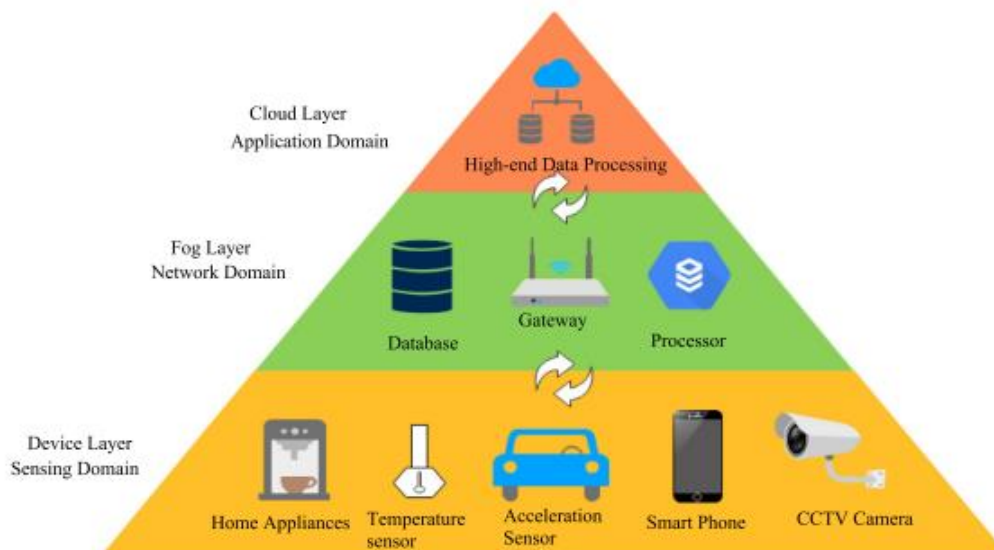 Cloud Layer
Application Domain
High-end Data Processing
Fog Layer
Network Domain
Database
Gateway
Processor
Device Layer
Sensing Domain
Home Appliances
Temperature
sensor
Acceleration
Sensor
Smart Phone
CCTV Camera